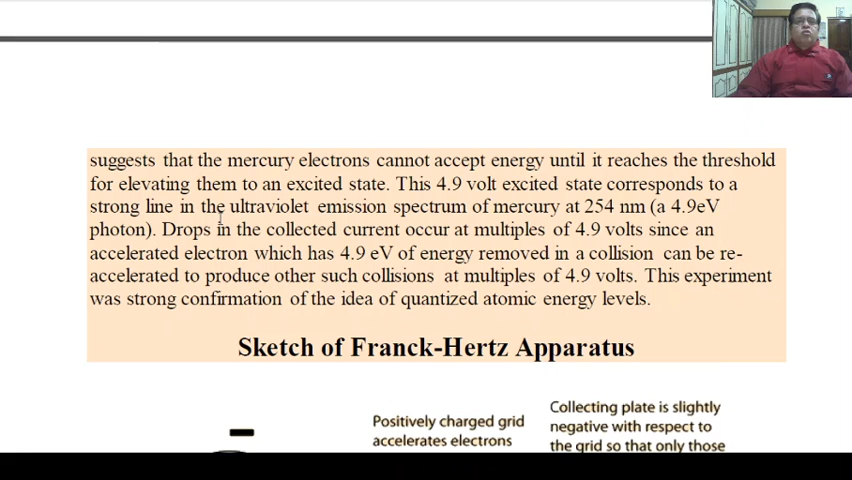 suggests that the mercury electrons cannot accept energy until it reaches the threshold
for elevating them to an excited state. This 4.9 volt excited state corresponds to a
strong line in the ultraviolet emission spectrum of mercury at 254 nm (a 4.9eV
photon). Drops in the collected current occur at multiples of 4.9 volts since an
accelerated electron which has 4.9 eV of energy removed in a collision can be re-
accelerated to produce other such collisions at multiples of 4.9 volts. This experiment
was strong confirmation of the idea of quantized atomic energy levels.
Sketch of Franck-Hertz Apparatus
Positively charged grid
accelerates electrons
Collecting plate is slightly
negative with respect to
the grid so that only those